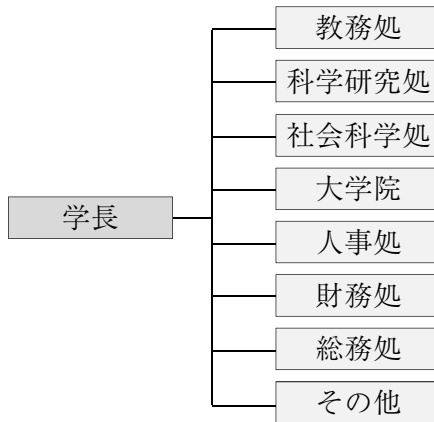 教務処
科学研究処
社会科学処
大学院
学長
人事処
財務処
総務処
その他